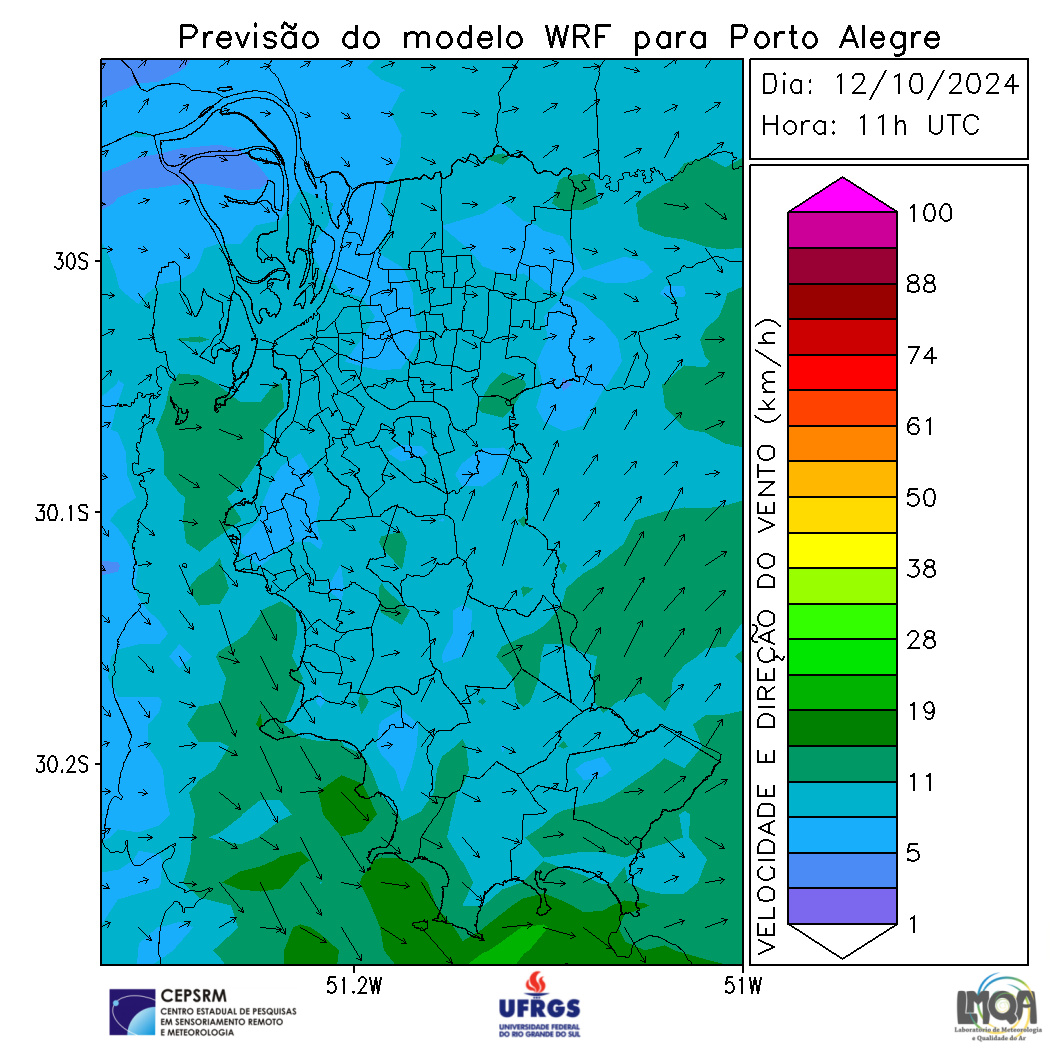 Previsão do modelo WRF para Porto Alegre
Dia: 12/10/2024
Hora: 11h UTC
30S
30.1S
30.2S
51.2W
51W
VELOCIDADE E DIREÇÃO DO VENTO (km/h)
100
88
74
61
50
38
28
19
11
5
1
CEPSRM
CENTRO ESTADUAL DE PESQUISAS
EM SENSORIAMENTO REMOTO
E METEOROLOGIA
UFRGS
UNIVERSIDADE FEDERAL
DO RIO GRANDE DO SUL
LMQA
Laboratório de Meteorologia
e Qualidade do Ar